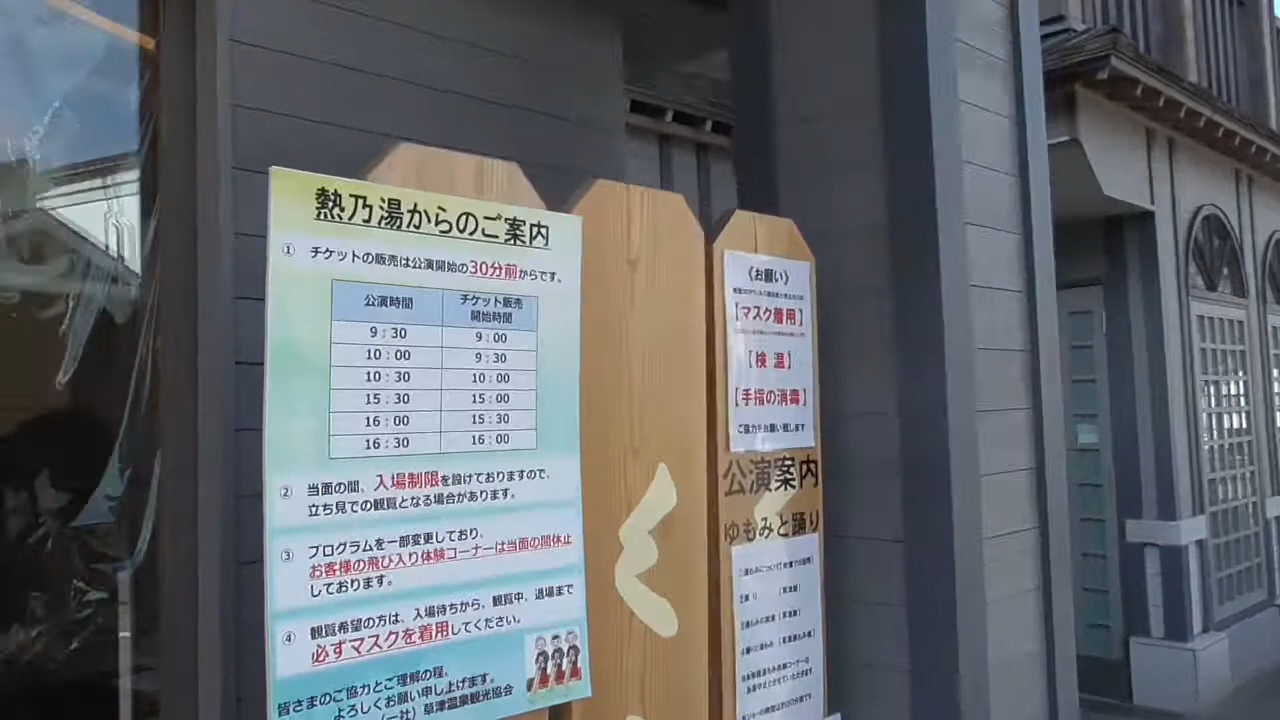 熱乃湯からのご案内
① チケットの販売は公演開始の30分前からです。
公演時間 チケット販売開始時間
9：30 9：00
10：00 9：30
10：30 10：00
15：30 15：00
16：00 15：30
16：30 16：00
② 当面の間、入場制限を設けておりますので、
立ち見での観覧となる場合があります。
③ プログラムを一部変更しており、
お客様の飛び入り体験コーナーは当面の間休止
しております。
④ 観覧希望の方は、入場待ちから、観覧中、退場まで
必ずマスクを着用してください。
皆さまのご協力とご理解の程、
よろしくお願い申し上げます。
（一社）草津温泉観光協会
《お願い》
【マスク着用】
【検 温】
【手指の消毒】
ご協力をお願い致します
公演案内
ゆもみと踊り